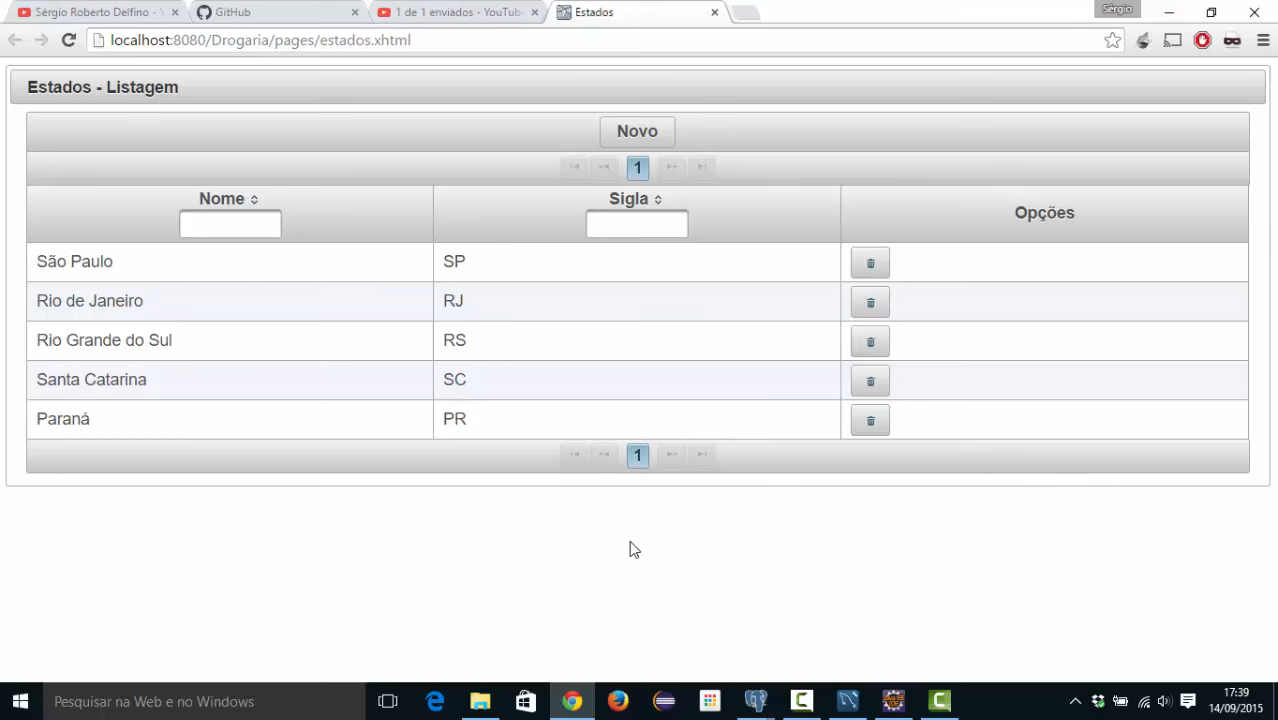 Sérgio Roberto Delfino - 
GitHub
1 de 1 enviados - YouTub
Estados
Sérgio
localhost:8080/Drogaria/pages/estados.xhtml
Estados - Listagem
Novo
1
Nome
Sigla
Opções
São Paulo SP
Rio de Janeiro RJ
Rio Grande do Sul RS
Santa Catarina SC
Paraná PR
1
Pesquisar na Web e no Windows
17:39
14/09/2015